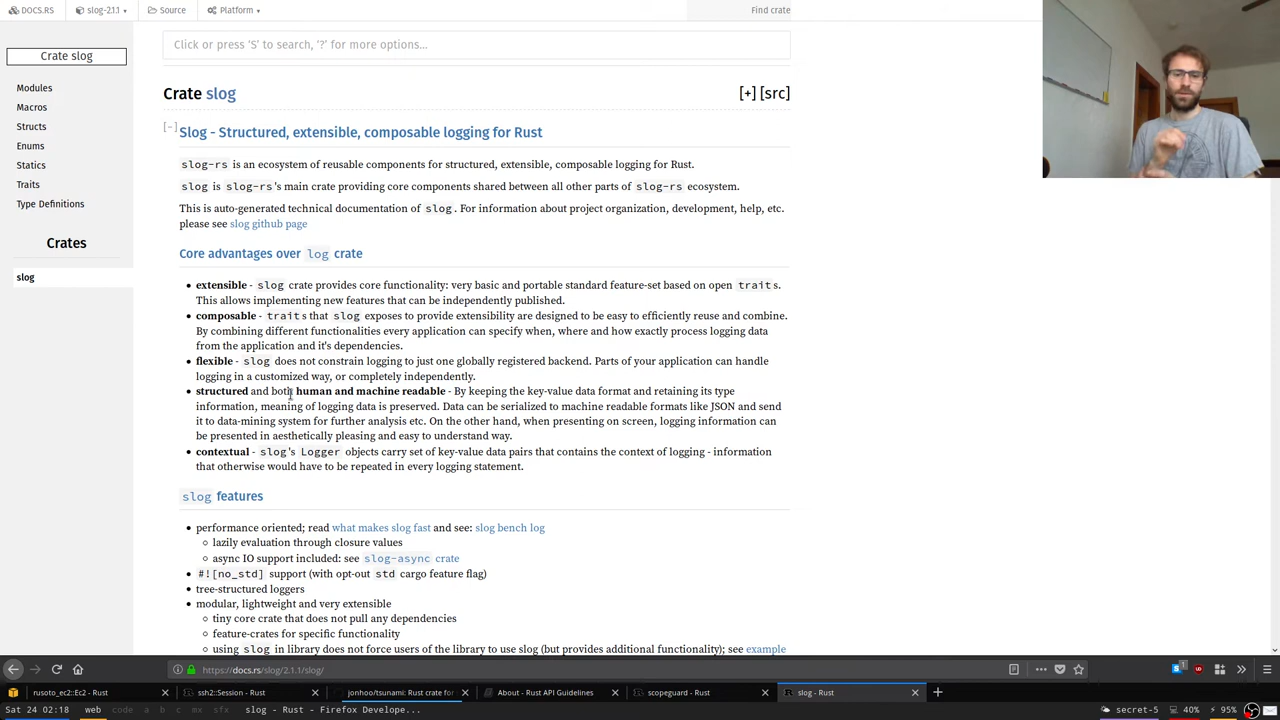 DOCS.RS slog-2.1.1 Source Platform Find crate
Click or press ‘S’ to search, ‘?’ for more options…
Crate slog
Modules
Macros
Structs
Enums
Statics
Traits
Type Definitions
Crates
slog
Crate slog [+] [src]
[-] Slog - Structured, extensible, composable logging for Rust
slog-rs is an ecosystem of reusable components for structured, extensible, composable logging for Rust.
slog is slog-rs's main crate providing core components shared between all other parts of slog-rs ecosystem.
This is auto-generated technical documentation of slog. For information about project organization, development, help, etc.
please see slog github page
Core advantages over log crate
• extensible - slog crate provides core functionality: very basic and portable standard feature-set based on open traits.
This allows implementing new features that can be independently published.
• composable - traits that slog exposes to provide extensibility are designed to be easy to efficiently reuse and combine.
By combining different functionalities every application can specify when, where and how exactly process logging data
from the application and it's dependencies.
• flexible - slog does not constrain logging to just one globally registered backend. Parts of your application can handle
logging in a customized way, or completely independently.
• structured and both human and machine readable - By keeping the key-value data format and retaining its type
information, meaning of logging data is preserved. Data can be serialized to machine readable formats like JSON and send
it to data-mining system for further analysis etc. On the other hand, when presenting on screen, logging information can
be presented in aesthetically pleasing and easy to understand way.
• contextual - slog's Logger objects carry set of key-value data pairs that contains the context of logging - information
that otherwise would have to be repeated in every logging statement.
slog features
• performance oriented; read what makes slog fast and see: slog bench log
◦ lazily evaluation through closure values
◦ async IO support included: see slog-async crate
• #![no_std] support (with opt-out std cargo feature flag)
• tree-structured loggers
• modular, lightweight and very extensible
◦ tiny core crate that does not pull any dependencies
◦ feature-crates for specific functionality
◦ using slog in library does not force users of the library to use slog (but provides additional functionality); see example
https://docs.rs/slog/2.1.1/slog/
rusoto_ec2::Ec2 - Rust ssh2::Session - Rust jonhoo/tsunami: Rust crate for About - Rust API Guidelines scopeguard - Rust slog - Rust
Sat 24 02:18 web code a b c mx sfx slog - Rust - Firefox Develope... secret-5 40% 95%